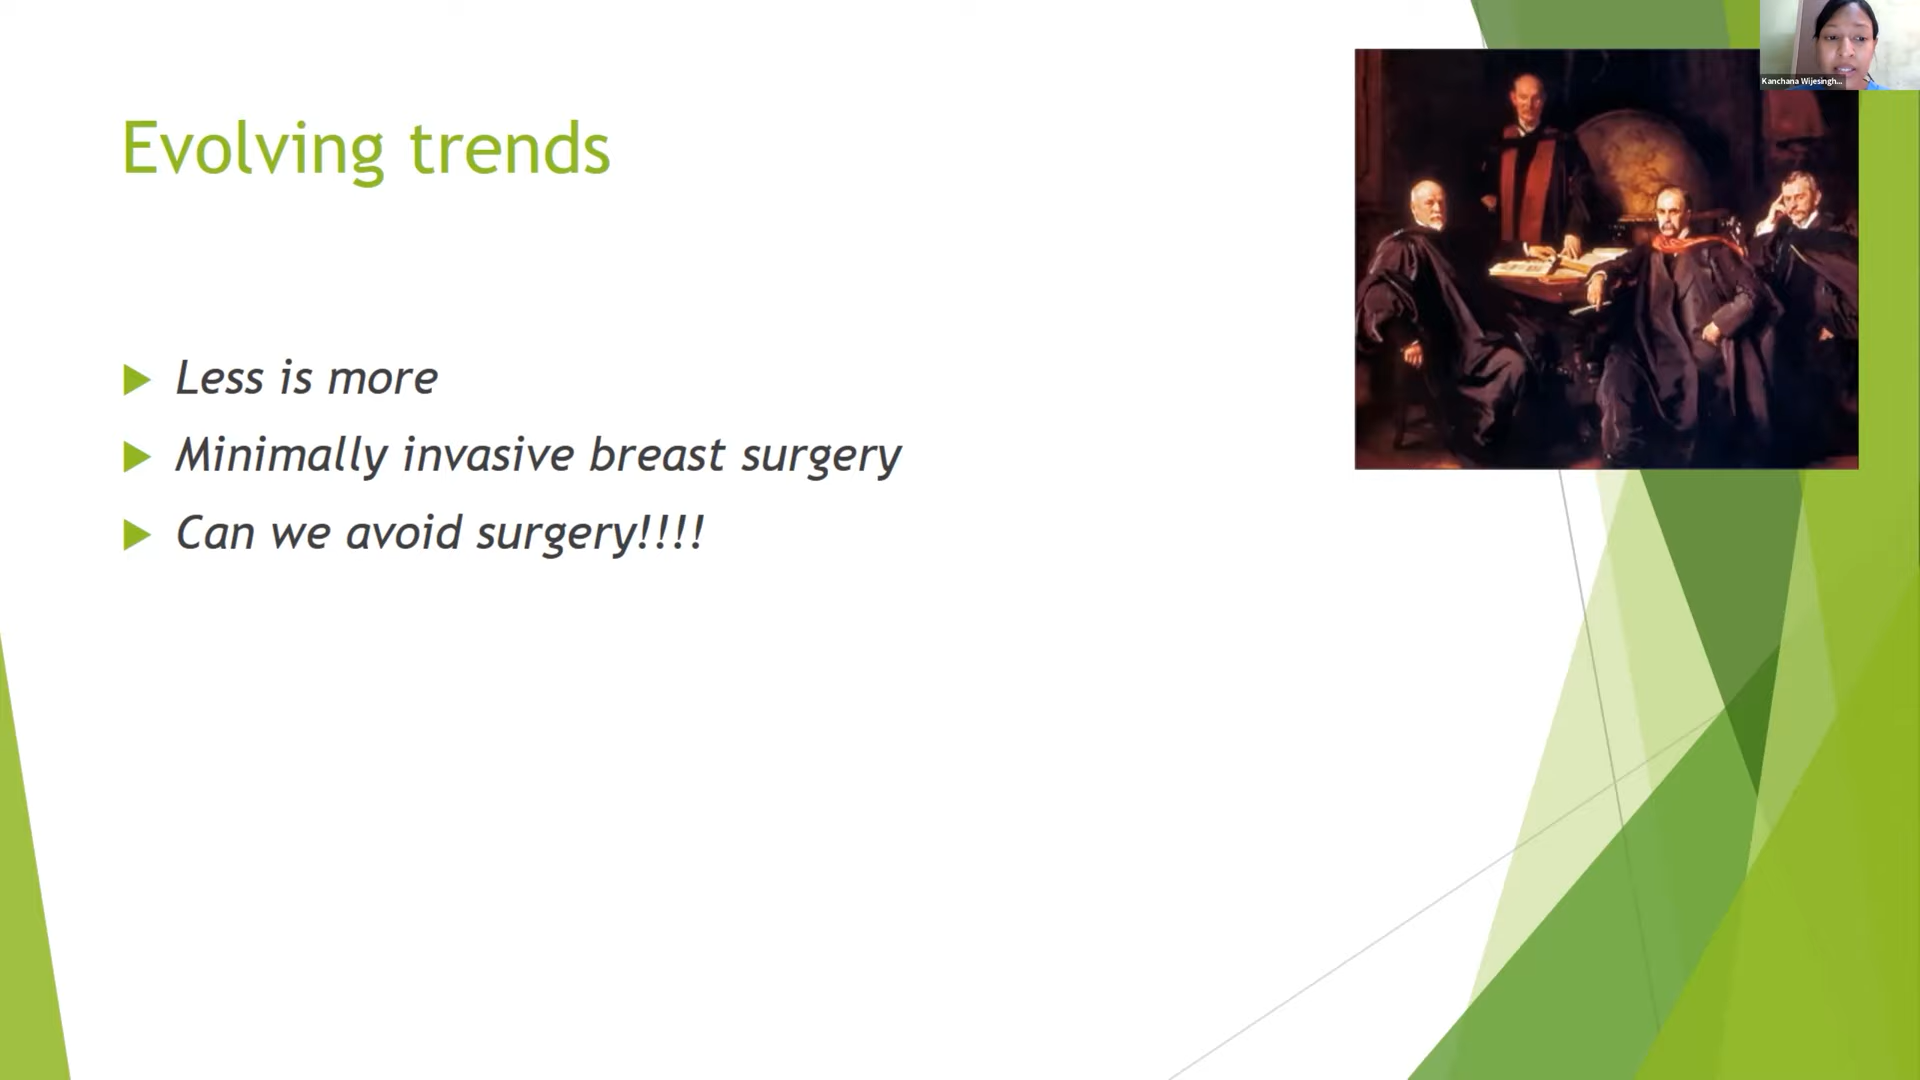 Evolving trends
Less is more
Minimally invasive breast surgery
Can we avoid surgery!!!!
Kanchana Wijesingh...